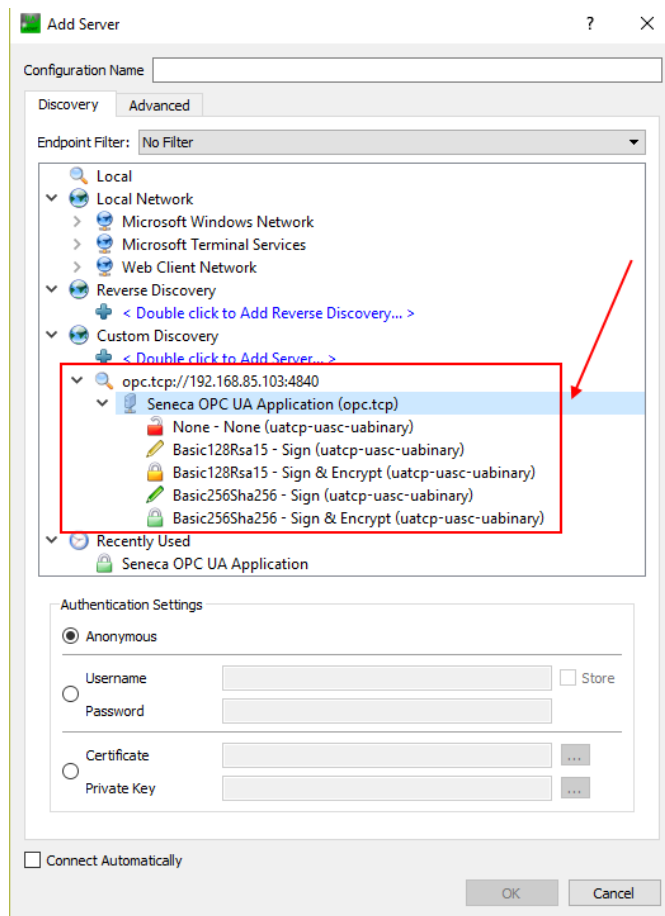 Add Server
Configuration Name
Discovery Advanced
Endpoint Filter: No Filter
Local
Local Network
Microsoft Windows Network
Microsoft Terminal Services
Web Client Network
Reverse Discovery
< Double click to Add Reverse Discovery... >
Custom Discovery
< Double click to Add Server... >
opc.tcp://192.168.85.103:4840
Seneca OPC UA Application (opc.tcp)
None - None (uatcp-uasc-uabinary)
Basic128Rsa15 - Sign (uatcp-uasc-uabinary)
Basic128Rsa15 - Sign & Encrypt (uatcp-uasc-uabinary)
Basic256Sha256 - Sign (uatcp-uasc-uabinary)
Basic256Sha256 - Sign & Encrypt (uatcp-uasc-uabinary)
Recently Used
Seneca OPC UA Application
Authentication Settings
Anonymous
Username Store
Password
Certificate ...
Private Key ...
Connect Automatically
OK Cancel